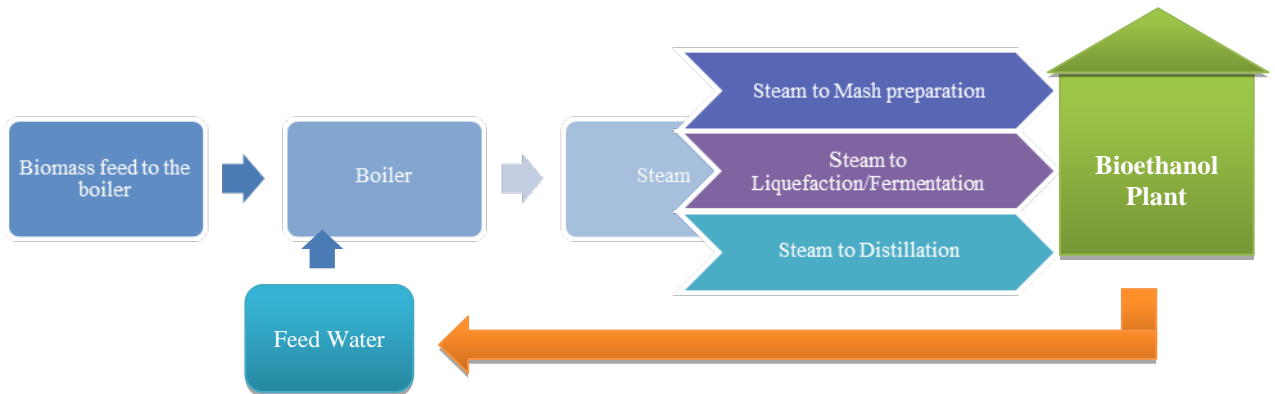 Steam to Mash preparation
Biomass feed to the
boiler
Boiler
Steam
Steam to
Liquefaction/Fermentation
Bioethanol
Plant
Steam to Distillation
Feed Water